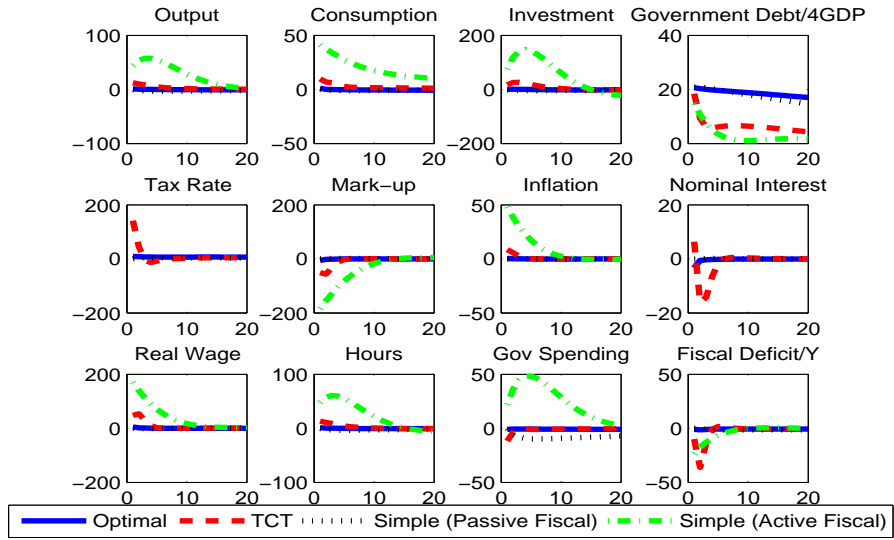 Output Consumption Investment Government Debt/4GDP
100 50 200 40
0 0 0 20
−100 −50 −200 0
0 10 20 0 10 20 0 10 20 0 10 20
Tax Rate Mark−up Inflation Nominal Interest
200 200 50 20
0 0 0 0
−200 −200 −50 −20
0 10 20 0 10 20 0 10 20 0 10 20
Real Wage Hours Gov Spending Fiscal Deficit/Y
200 100 50 50
0 0 0 0
−200 −100 −50 −50
0 10 20 0 10 20 0 10 20 0 10 20
Optimal TCT Simple (Passive Fiscal) Simple (Active Fiscal)